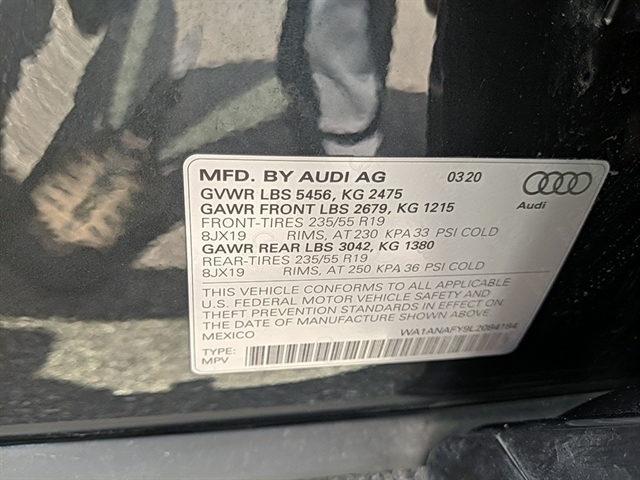 MFD. BY AUDI AG 0320
GVWR LBS 5456, KG 2475
GAWR FRONT LBS 2679, KG 1215
FRONT-TIRES 235/55 R19
8JX19 RIMS, AT 230 KPA 33 PSI COLD
GAWR REAR LBS 3042, KG 1380
REAR-TIRES 235/55 R19
8JX19 RIMS, AT 250 KPA 36 PSI COLD
Audi
THIS VEHICLE CONFORMS TO ALL APPLICABLE
U.S. FEDERAL MOTOR VEHICLE SAFETY AND
THEFT PREVENTION STANDARDS IN EFFECT ON
THE DATE OF MANUFACTURE SHOWN ABOVE.
MEXICO WA1ANAFY9L2084184
TYPE:
MPV